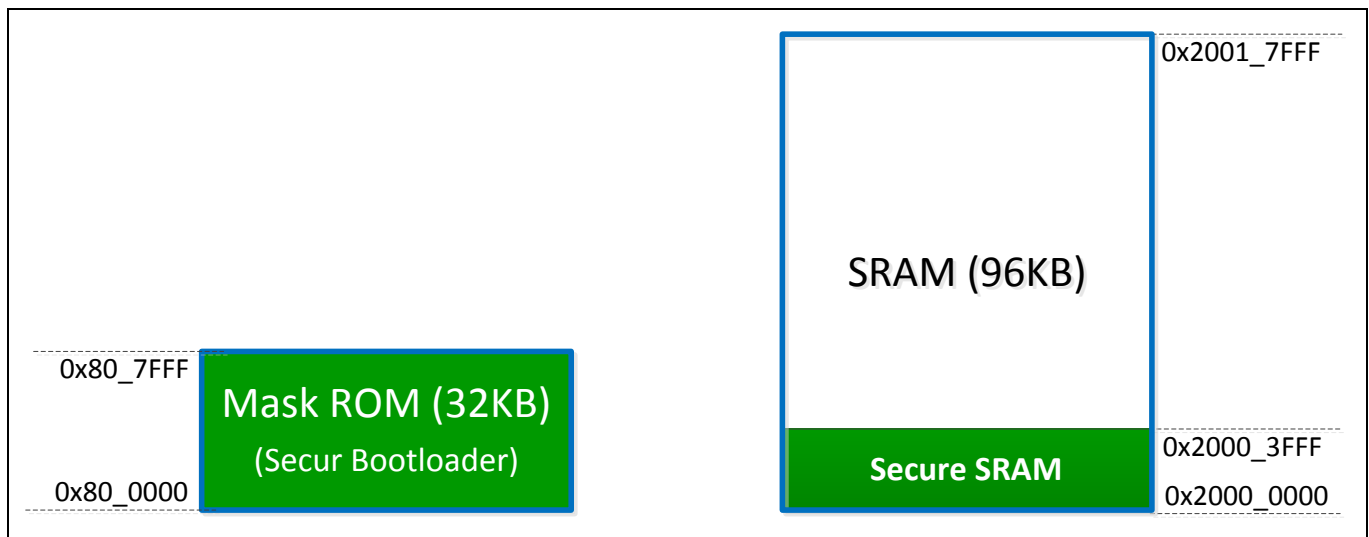 0x2001_7FFF
SRAM (96KB)
0x80_7FFF
Mask ROM (32KB)
(Secur Bootloader)
0x80_0000
0x2000_3FFF
Secure SRAM
0x2000_0000